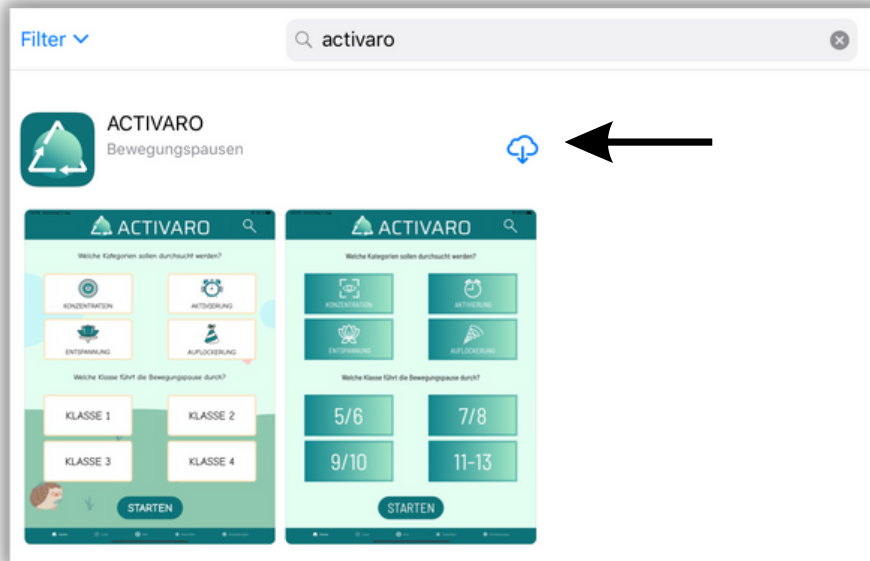 Filter
activaro
ACTIVARO
Bewegungspausen
ACTIVARO
Welche Kategorien sollen durchsucht werden?
KONZENTRATION
AKTIVIERUNG
ENTSPANNUNG
AUFLOCKERUNG
Welche Klasse führt die Bewegungspause durch?
KLASSE 1
KLASSE 2
KLASSE 3
KLASSE 4
STARTEN
ACTIVARO
Welche Kategorien sollen durchsucht werden?
KONZENTRATION
AKTIVIERUNG
ENTSPANNUNG
AUFLOCKERUNG
Welche Klasse führt die Bewegungspause durch?
5/6
7/8
9/10
11-13
STARTEN